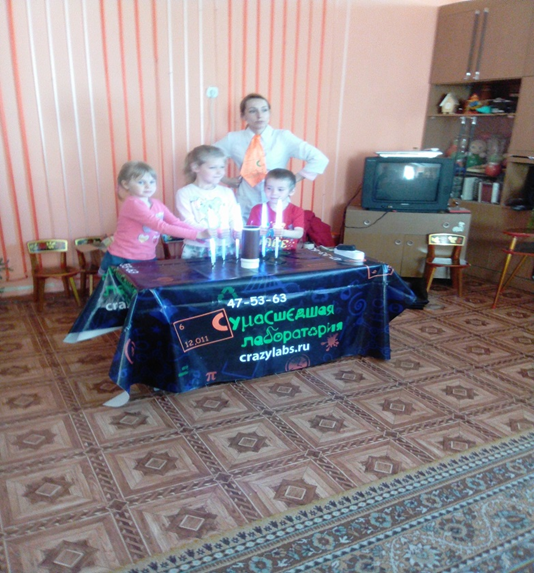 47-53-63
6
Сумасшедшая
12,011
лаборатория
crazylabs.ru
π